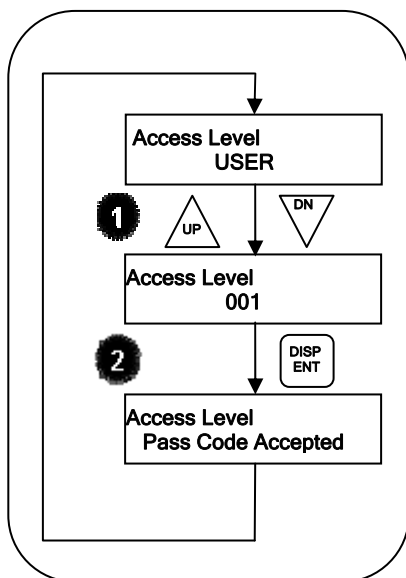 Access Level
USER
1
UP
DN
Access Level
001
2
DISP
ENT
Access Level
Pass Code Accepted